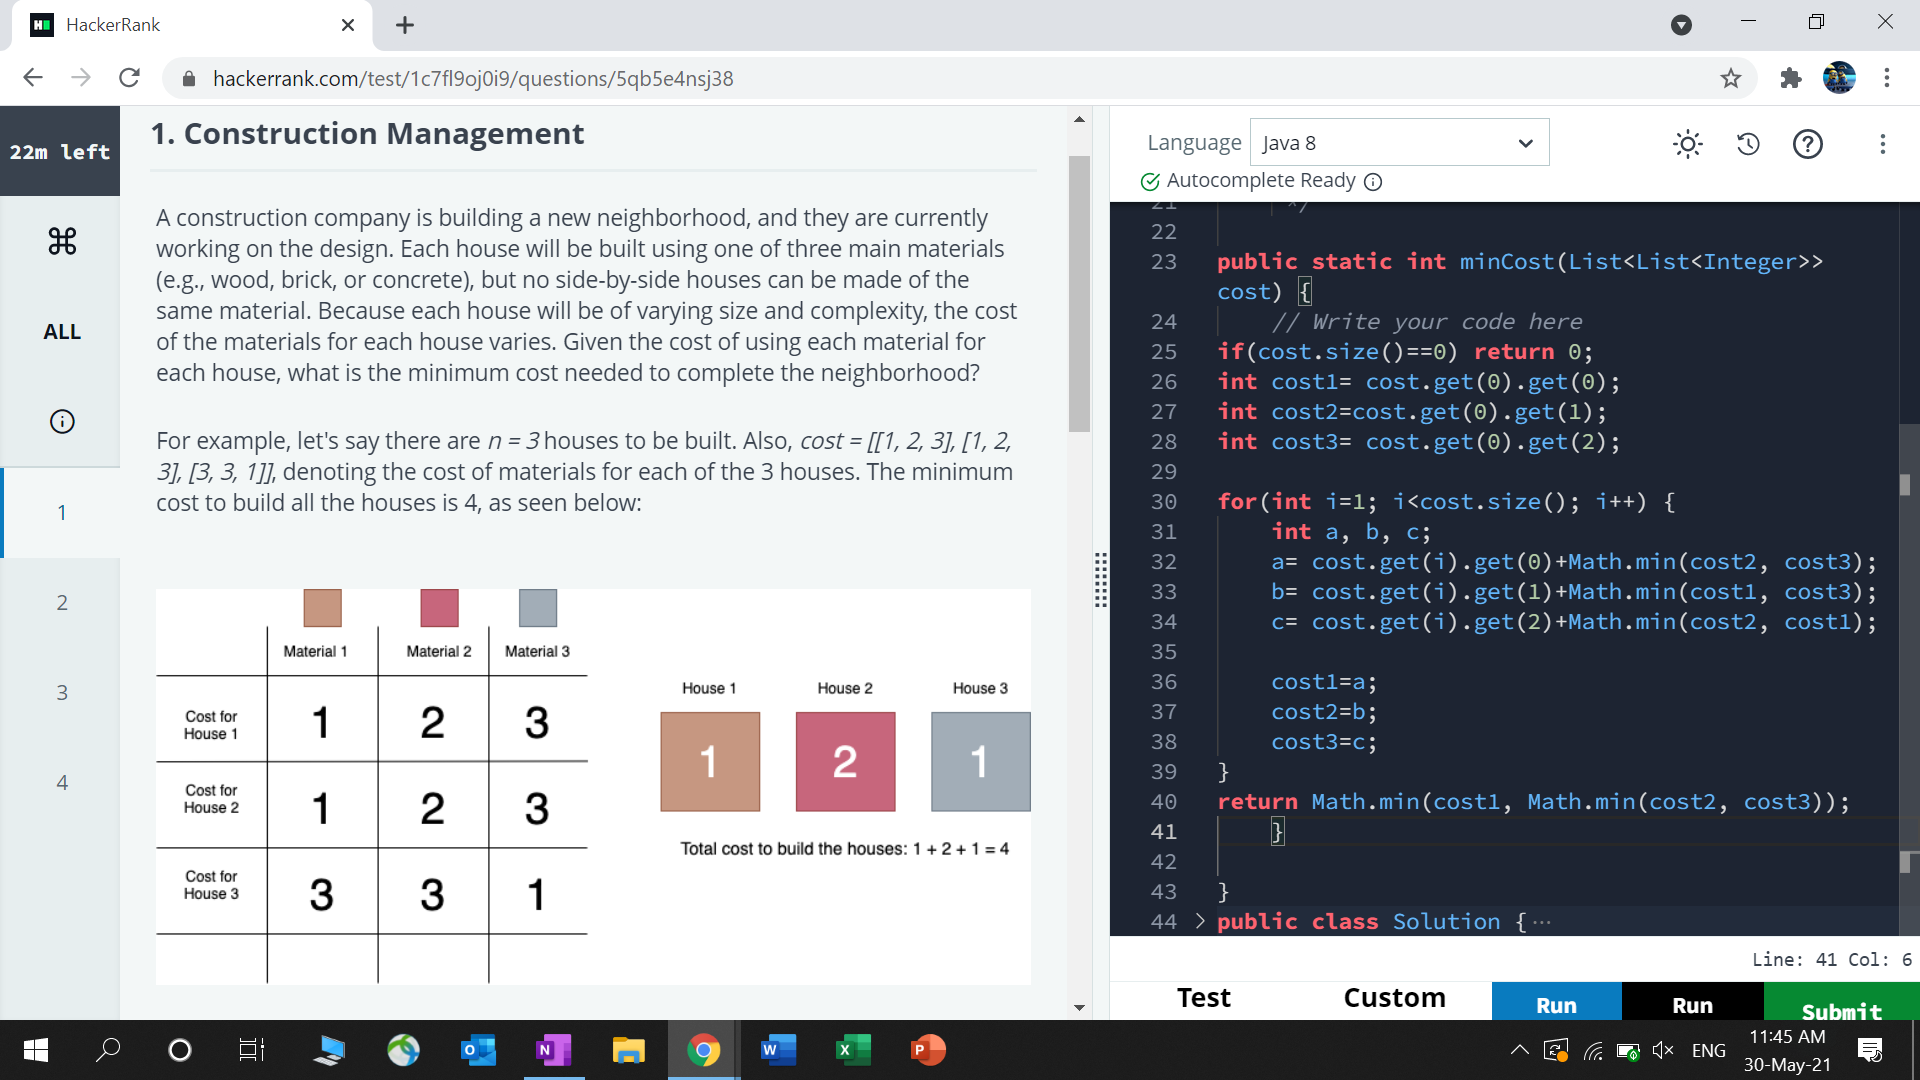 HackerRank
hackerrank.com/test/1c7fl9oj0i9/questions/5qb5e4nsj38
22m left
ALL
1
2
3
4
1. Construction Management
A construction company is building a new neighborhood, and they are currently
working on the design. Each house will be built using one of three main materials
(e.g., wood, brick, or concrete), but no side-by-side houses can be made of the
same material. Because each house will be of varying size and complexity, the cost
of the materials for each house varies. Given the cost of using each material for
each house, what is the minimum cost needed to complete the neighborhood?
For example, let's say there are n = 3 houses to be built. Also, cost = [[1, 2, 3], [1, 2,
3], [3, 3, 1]], denoting the cost of materials for each of the 3 houses. The minimum
cost to build all the houses is 4, as seen below:
Material 1 Material 2 Material 3
Cost for
House 1
1 2 3
Cost for
House 2
1 2 3
Cost for
House 3
3 3 1
House 1 House 2 House 3
1 2 1
Total cost to build the houses: 1 + 2 + 1 = 4
Language Java 8
Autocomplete Ready
21 */
22
23 public static int minCost(List<List<Integer>>
cost) {
24 // Write your code here
25 if(cost.size()==0) return 0;
26 int cost1= cost.get(0).get(0);
27 int cost2=cost.get(0).get(1);
28 int cost3= cost.get(0).get(2);
29
30 for(int i=1; i<cost.size(); i++) {
31 int a, b, c;
32 a= cost.get(i).get(0)+Math.min(cost2, cost3);
33 b= cost.get(i).get(1)+Math.min(cost1, cost3);
34 c= cost.get(i).get(2)+Math.min(cost2, cost1);
35
36 cost1=a;
37 cost2=b;
38 cost3=c;
39 }
40 return Math.min(cost1, Math.min(cost2, cost3));
41 }
42
43 }
44 public class Solution { ···
Line: 41 Col: 6
Test Custom Run Run Submit
ENG
11:45 AM
30-May-21